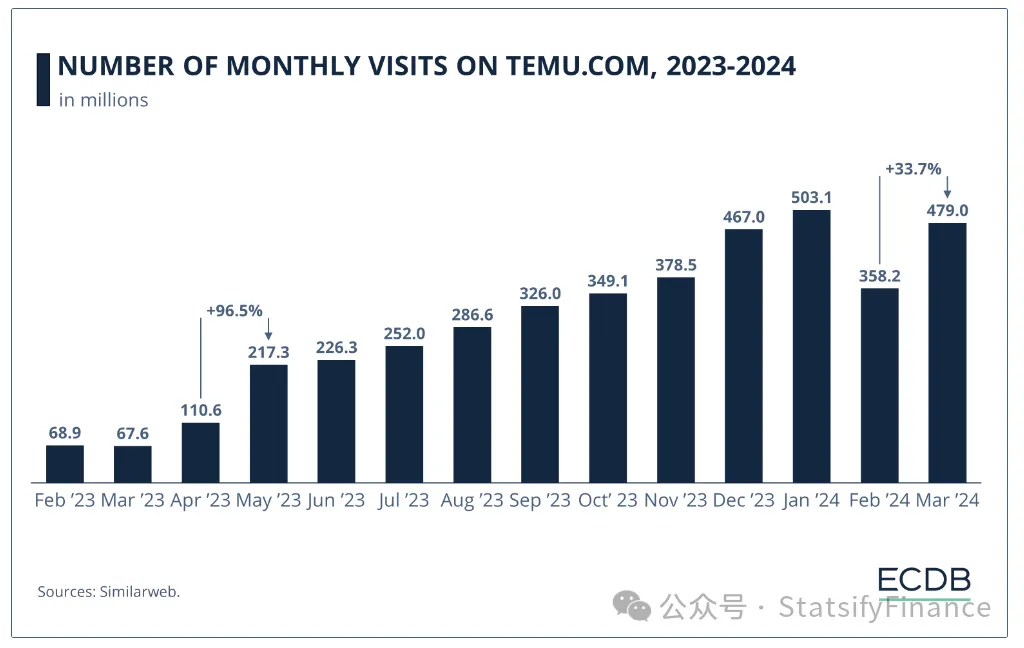 NUMBER OF MONTHLY VISITS ON TEMU.COM, 2023-2024
in millions
+33.7%
503.1
479.0
467.0
378.5
358.2
349.1
326.0
+96.5%
286.6
252.0
226.3
217.3
110.6
68.9
67.6
Feb ’23 Mar ’23 Apr ’23 May ’23 Jun ’23 Jul ’23 Aug ’23 Sep ’23 Oct’ 23 Nov ’23 Dec ’23 Jan ’24 Feb ’24 Mar ’24
ECDB
Sources: Similarweb.
公众号 · StatsifyFinance